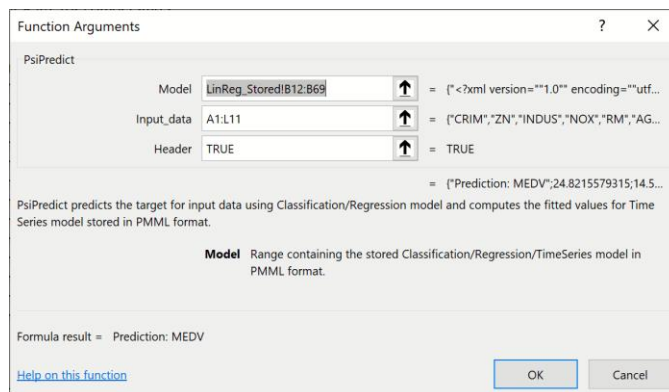 Function Arguments ? ×
PsiPredict
Model LinReg_Stored!B12:B69 = {"<?xml version=""1.0"" encoding=""utf...
Input_data A1:L11 = {"CRIM","ZN","INDUS","NOX","RM","AG...
Header TRUE = TRUE
= {"Prediction: MEDV";24.8215579315;14.5...
PsiPredict predicts the target for input data using Classification/Regression model and computes the fitted values for Time
Series model stored in PMML format.
Model Range containing the stored Classification/Regression/TimeSeries model in
PMML format.
Formula result = Prediction: MEDV
Help on this function OK Cancel